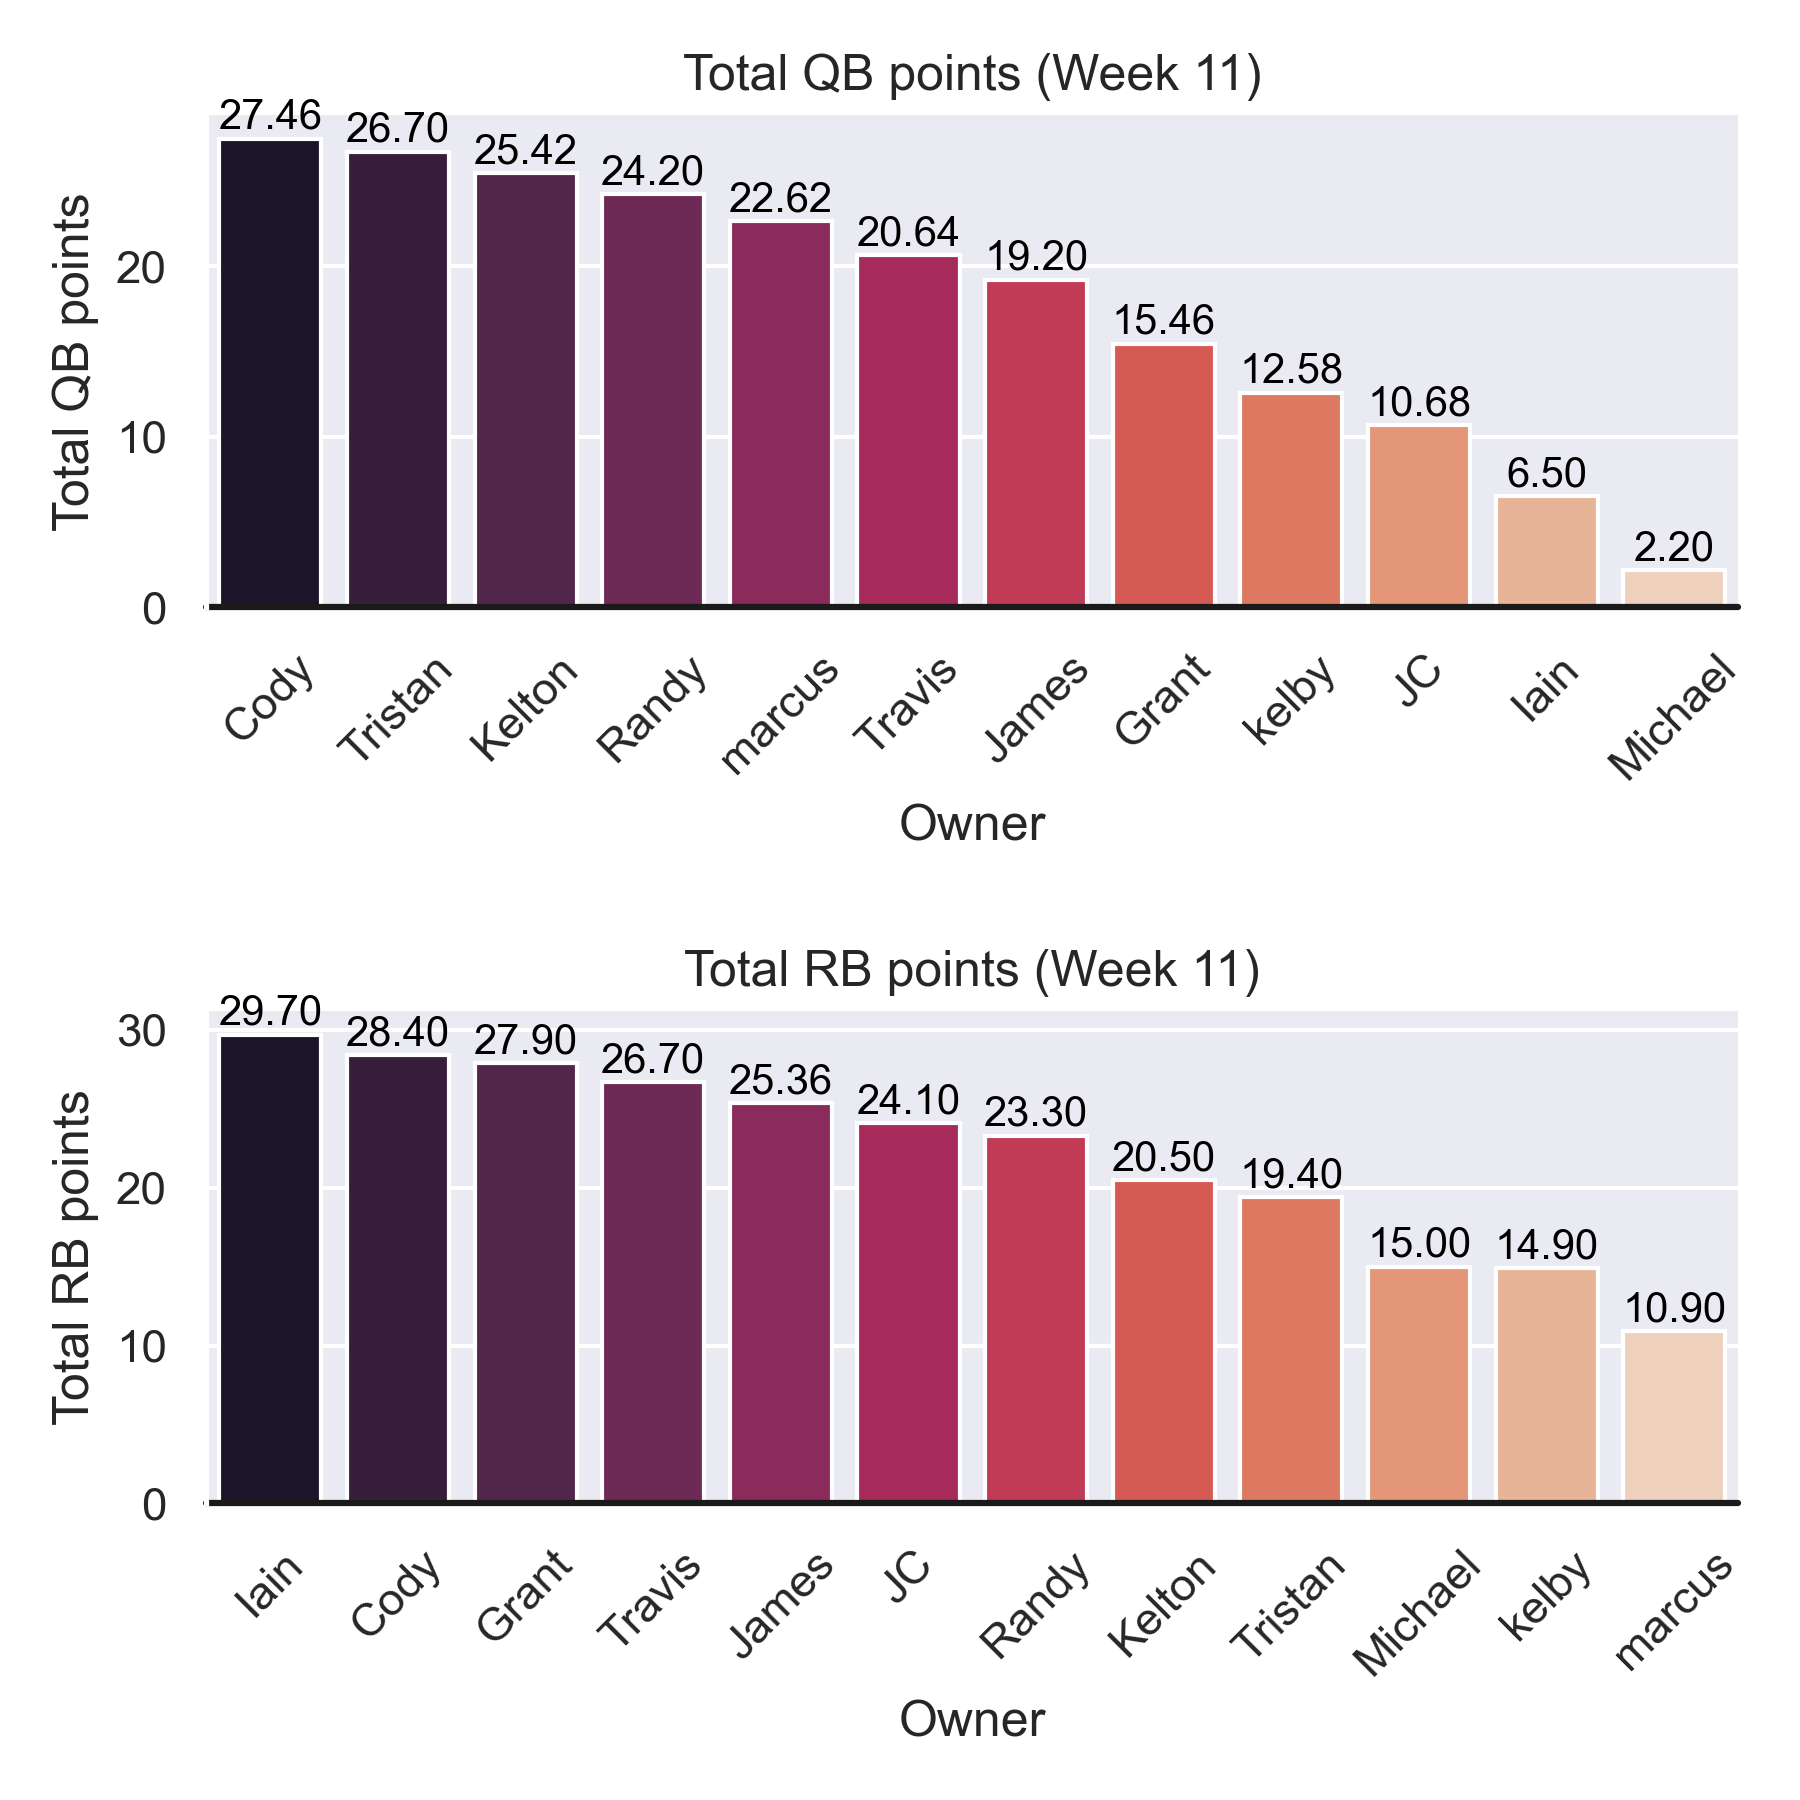 Total QB points (Week 11)
27.46
26.70
25.42
24.20
22.62
20.64
19.20
15.46
12.58
10.68
6.50
2.20
Total QB points
20
10
0
Cody
Tristan
Kelton
Randy
marcus
Travis
James
Grant
kelby
JC
Iain
Michael
Owner
Total RB points (Week 11)
29.70
28.40
27.90
26.70
25.36
24.10
23.30
20.50
19.40
15.00
14.90
10.90
Total RB points
30
20
10
0
Iain
Cody
Grant
Travis
James
JC
Randy
Kelton
Tristan
Michael
kelby
marcus
Owner